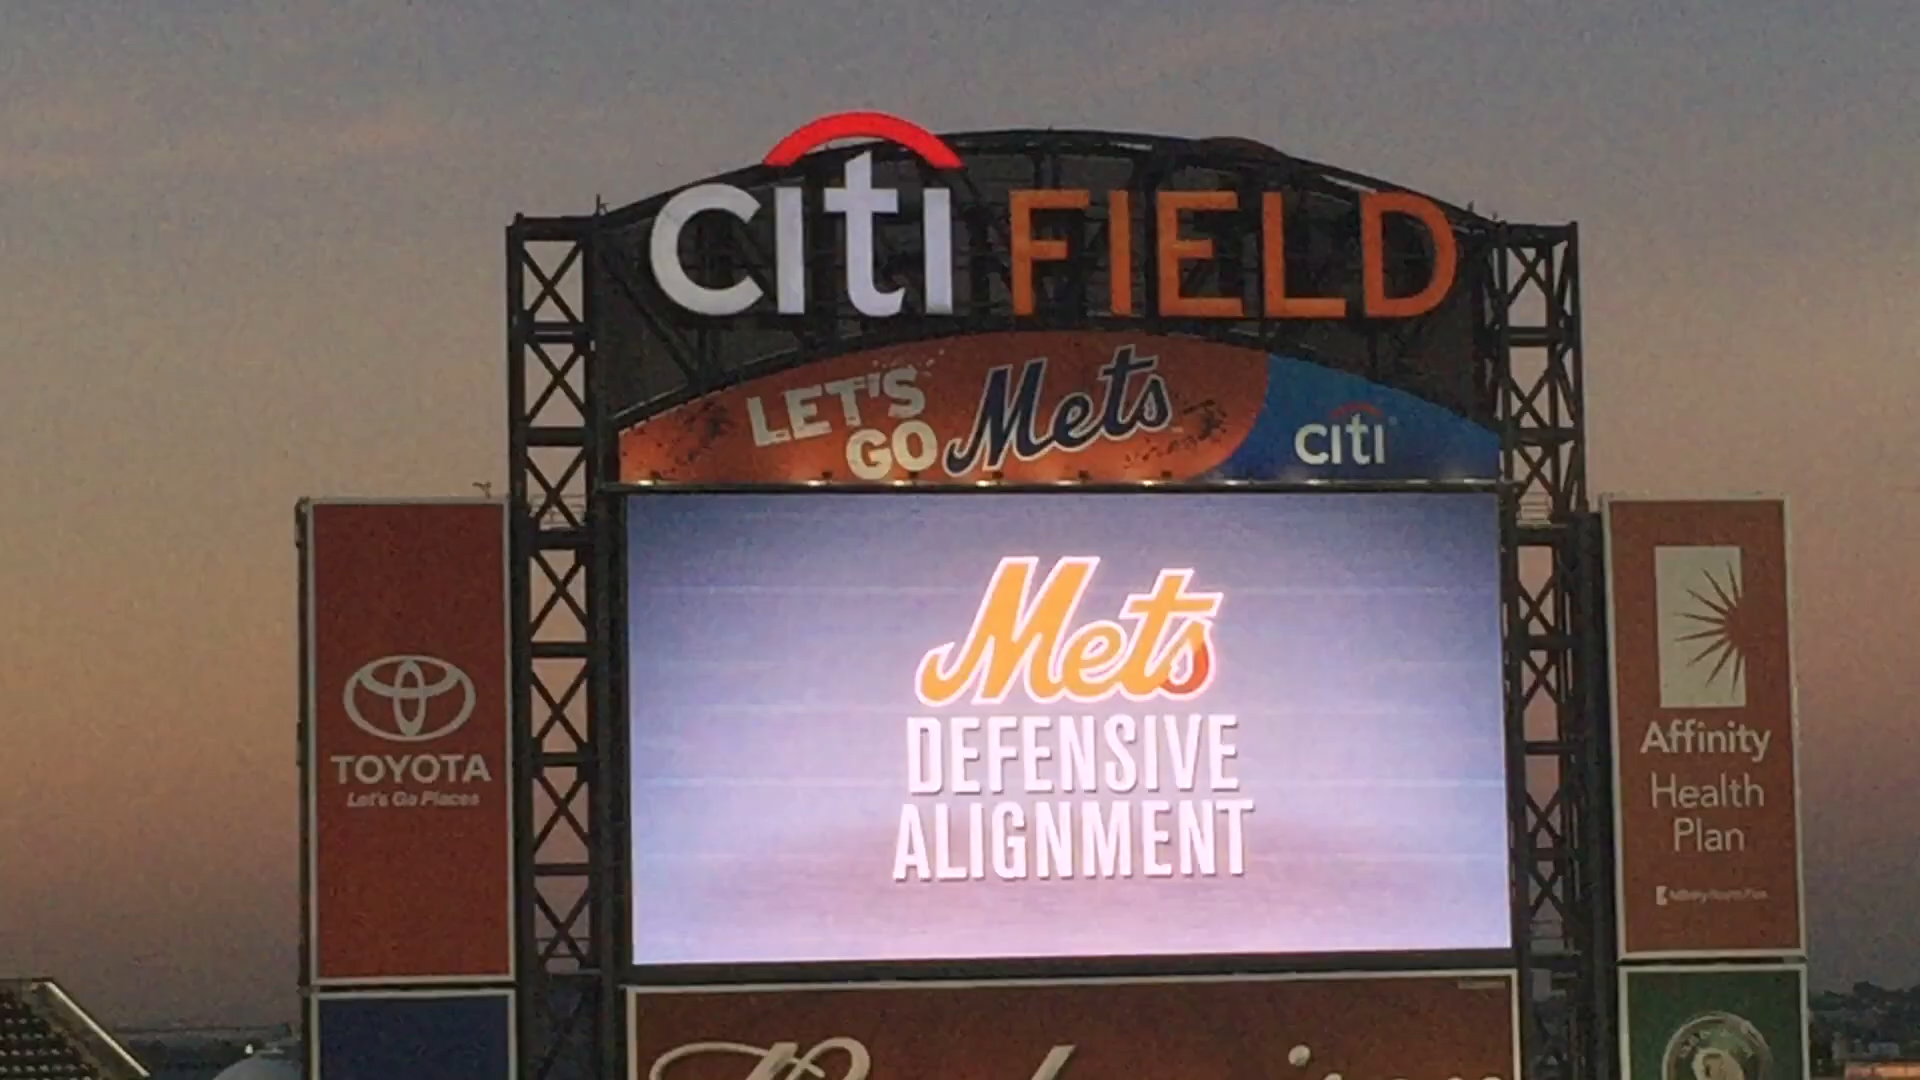 citi FIELD
LET'S
GO Mets
citi
Mets
DEFENSIVE
ALIGNMENT
TOYOTA
Let's Go Places
Affinity
Health
Plan